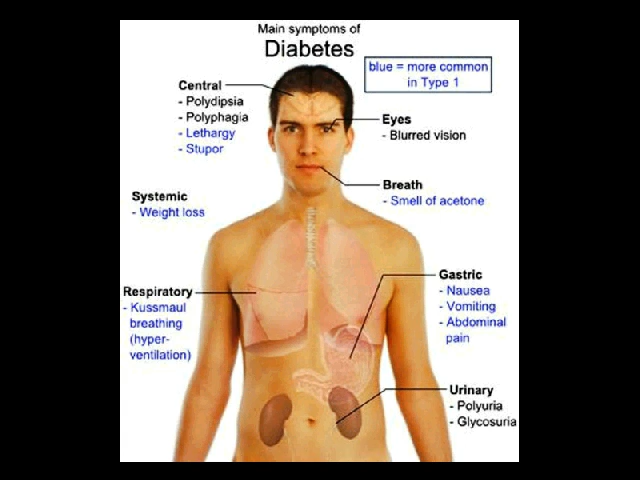 Main symptoms of
Diabetes
blue = more common
in Type 1
Central
- Polydipsia
- Polyphagia
- Lethargy
- Stupor
Eyes
- Blurred vision
Breath
- Smell of acetone
Systemic
- Weight loss
Respiratory
- Kussmaul
breathing
(hyper-
ventilation)
Gastric
- Nausea
- Vomiting
- Abdominal
pain
Urinary
- Polyuria
- Glycosuria